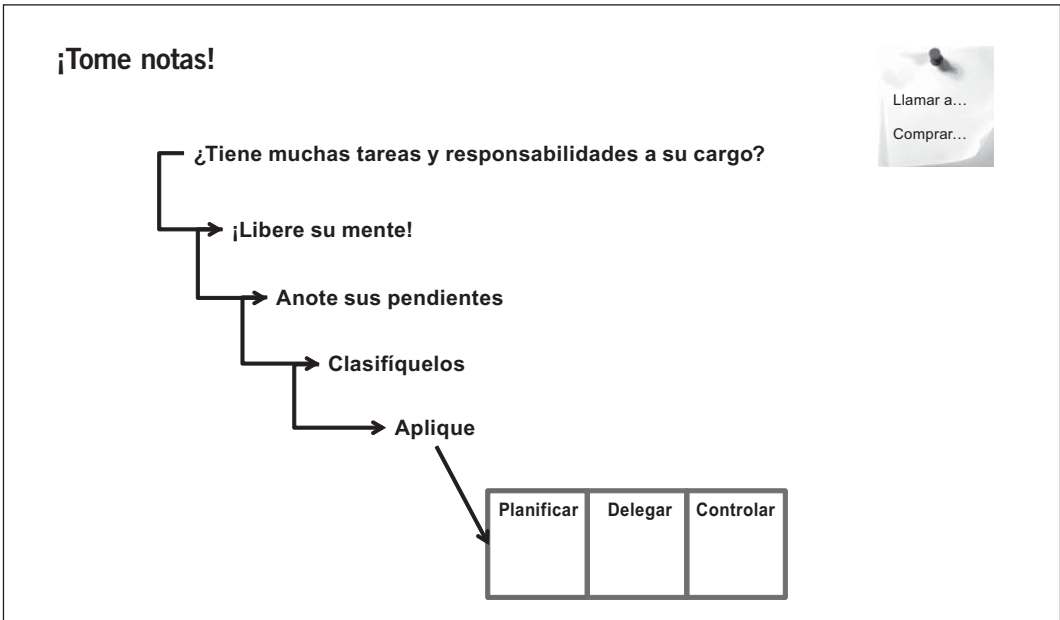 ¡Tome notas!
Llamar a…
Comprar…
¿Tiene muchas tareas y responsabilidades a su cargo?
¡Libere su mente!
Anote sus pendientes
Clasifíquelos
Aplique
Planificar
Delegar
Controlar